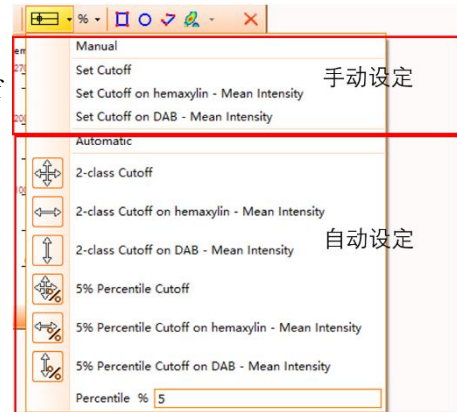 % -
Manual
Set Cutoff
Set Cutoff on hemaxylin - Mean Intensity
Set Cutoff on DAB - Mean Intensity
手动设定
Automatic
2-class Cutoff
2-class Cutoff on hemaxylin - Mean Intensity
2-class Cutoff on DAB - Mean Intensity
自动设定
5% Percentile Cutoff
5% Percentile Cutoff on hemaxylin - Mean Intensity
5% Percentile Cutoff on DAB - Mean Intensity
Percentile % 5